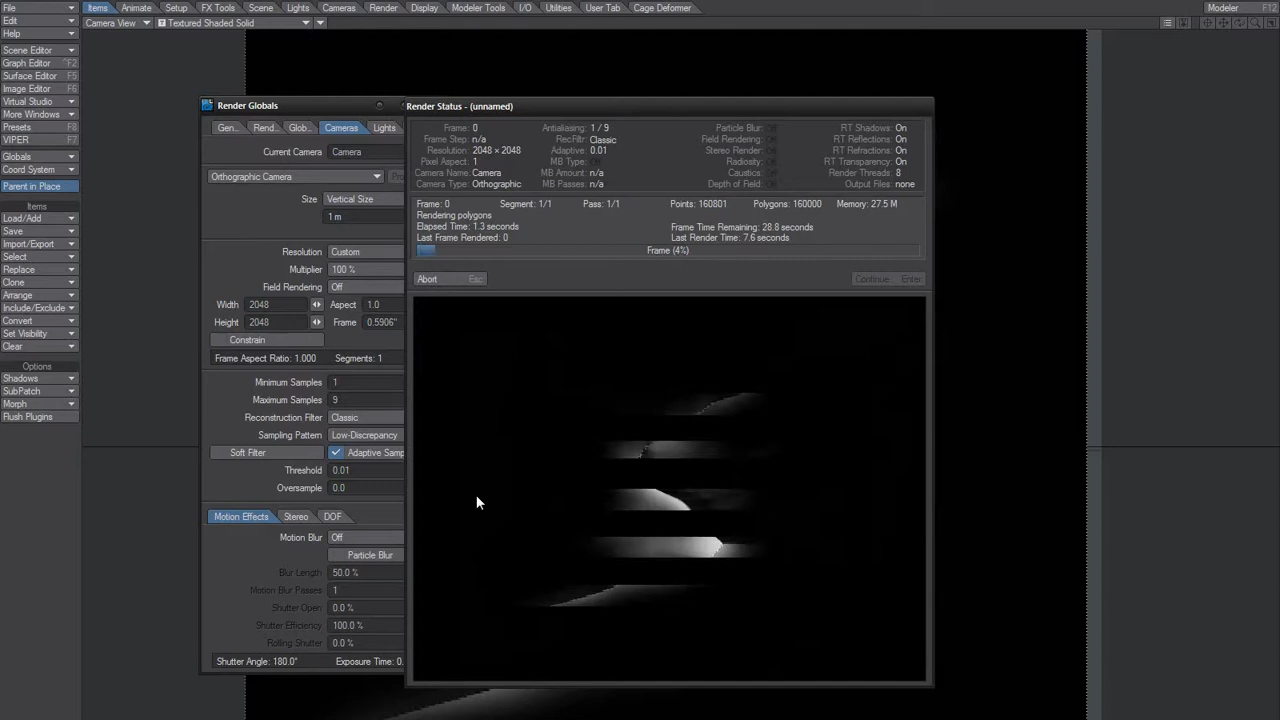 File Items Animate Setup FX Tools Scene Lights Cameras Render Display Modeler Tools I/O Utilities User Tab Cage Deformer Modeler F12
Edit Camera View T Textured Shaded Solid
Help
Scene Editor
Graph Editor ^F2
Surface Editor F5
Image Editor F6
Virtual Studio
More Windows
Presets F8
VIPER F7
Globals
Coord System
Parent in Place
Items
Load/Add
Save
Import/Export
Select
Replace
Clone
Arrange
Include/Exclude
Convert
Set Visibility
Clear
Options
Shadows
SubPatch
Morph
Flush Plugins
Render Globals
Gen... Rend... Glob... Cameras Lights
Current Camera Camera
Orthographic Camera
Size Vertical Size
1 m
Resolution Custom
Multiplier 100 %
Field Rendering Off
Width 2048 Aspect 1.0
Height 2048 Frame 0.5906"
Constrain
Frame Aspect Ratio: 1.000 Segments: 1
Minimum Samples 1
Maximum Samples 9
Reconstruction Filter Classic
Sampling Pattern Low-Discrepancy
Soft Filter Adaptive Samp
Threshold 0.01
Oversample 0.0
Motion Effects Stereo DOF
Motion Blur Off
Particle Blur
Blur Length 50.0 %
Motion Blur Passes 1
Shutter Open 0.0 %
Shutter Efficiency 100.0 %
Rolling Shutter 0.0 %
Shutter Angle: 180.0° Exposure Time: 0.
Render Status - (unnamed)
Frame: 0 Antialiasing: 1 / 9 Particle Blur: Off RT Shadows: On
Frame Step: n/a RecFiltr: Classic Field Rendering: Off RT Reflections: On
Resolution: 2048 × 2048 Adaptive: 0.01 Stereo Render: Off RT Refractions: On
Pixel Aspect: 1 MB Type: Off Radiosity: Off RT Transparency: On
Camera Name: Camera MB Amount: n/a Caustics: Off Render Threads: 8
Camera Type: Orthographic MB Passes: n/a Depth of Field: Off Output Files: none
Frame: 0 Segment: 1/1 Pass: 1/1 Points: 160801 Polygons: 160000 Memory: 27.5 M
Rendering polygons
Elapsed Time: 1.3 seconds Frame Time Remaining: 28.8 seconds
Last Frame Rendered: 0 Last Render Time: 7.6 seconds
Frame (4%)
Abort Esc Continue Enter